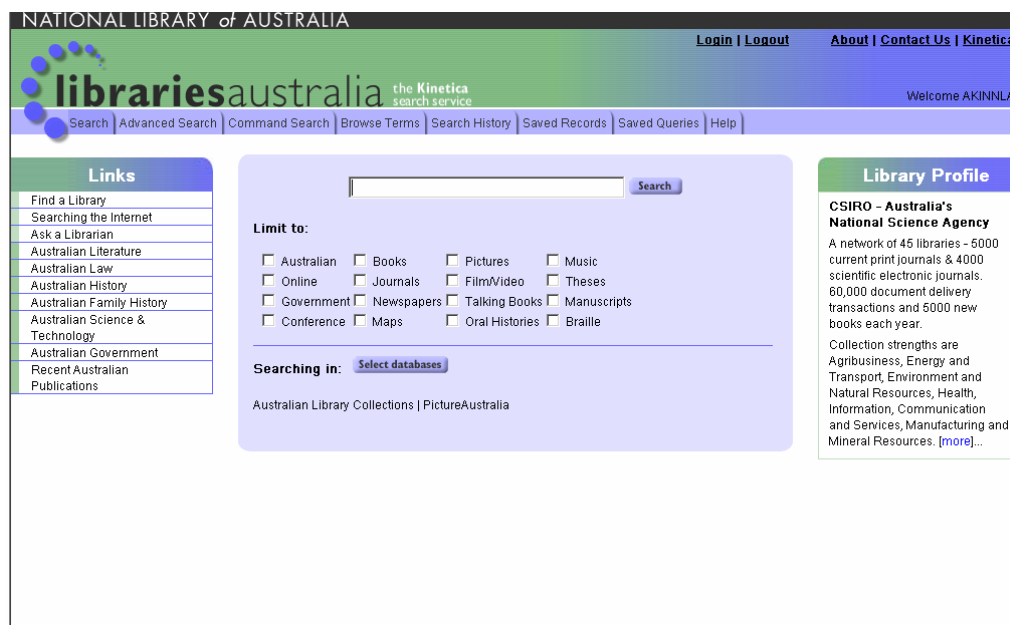 NATIONAL LIBRARY of AUSTRALIA
Login | Logout
About | Contact Us | Kinetica
librariesaustralia the Kinetica
search service
Welcome AKINNLA
Search | Advanced Search | Command Search | Browse Terms | Search History | Saved Records | Saved Queries | Help
Links
Find a Library
Searching the Internet
Ask a Librarian
Australian Literature
Australian Law
Australian History
Australian Family History
Australian Science &
Technology
Australian Government
Recent Australian
Publications
Search
Limit to:
Australian Books Pictures Music
Online Journals Film/Video Theses
Government Newspapers Talking Books Manuscripts
Conference Maps Oral Histories Braille
Searching in: Select databases
Australian Library Collections | PictureAustralia
Library Profile
CSIRO - Australia's
National Science Agency
A network of 45 libraries - 5000
current print journals & 4000
scientific electronic journals.
60,000 document delivery
transactions and 5000 new
books each year.
Collection strengths are
Agribusiness, Energy and
Transport, Environment and
Natural Resources, Health,
Information, Communication
and Services, Manufacturing and
Mineral Resources. [more]...